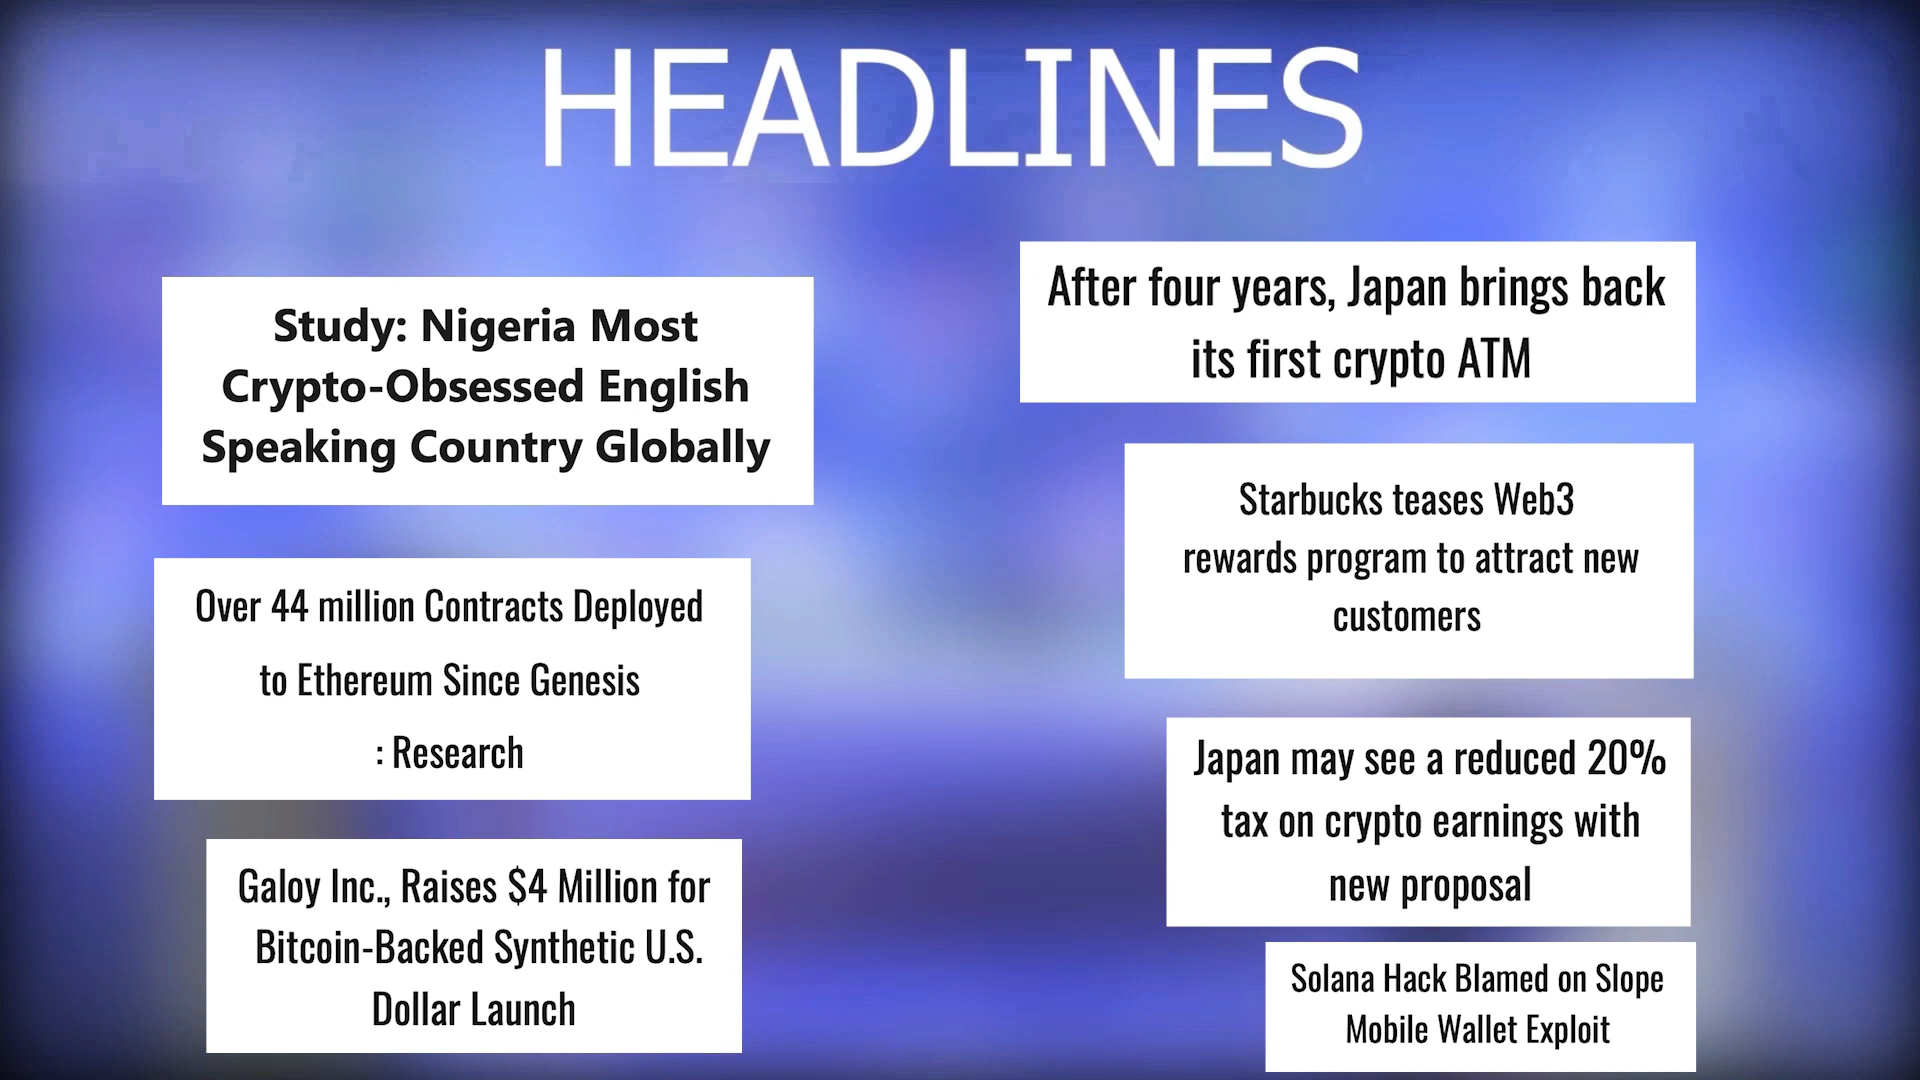 HEADLINES
Study: Nigeria Most
Crypto-Obsessed English
Speaking Country Globally
Over 44 million Contracts Deployed
to Ethereum Since Genesis
: Research
Galoy Inc., Raises $4 Million for
Bitcoin-Backed Synthetic U.S.
Dollar Launch
After four years, Japan brings back
its first crypto ATM
Starbucks teases Web3
rewards program to attract new
customers
Japan may see a reduced 20%
tax on crypto earnings with
new proposal
Solana Hack Blamed on Slope
Mobile Wallet Exploit